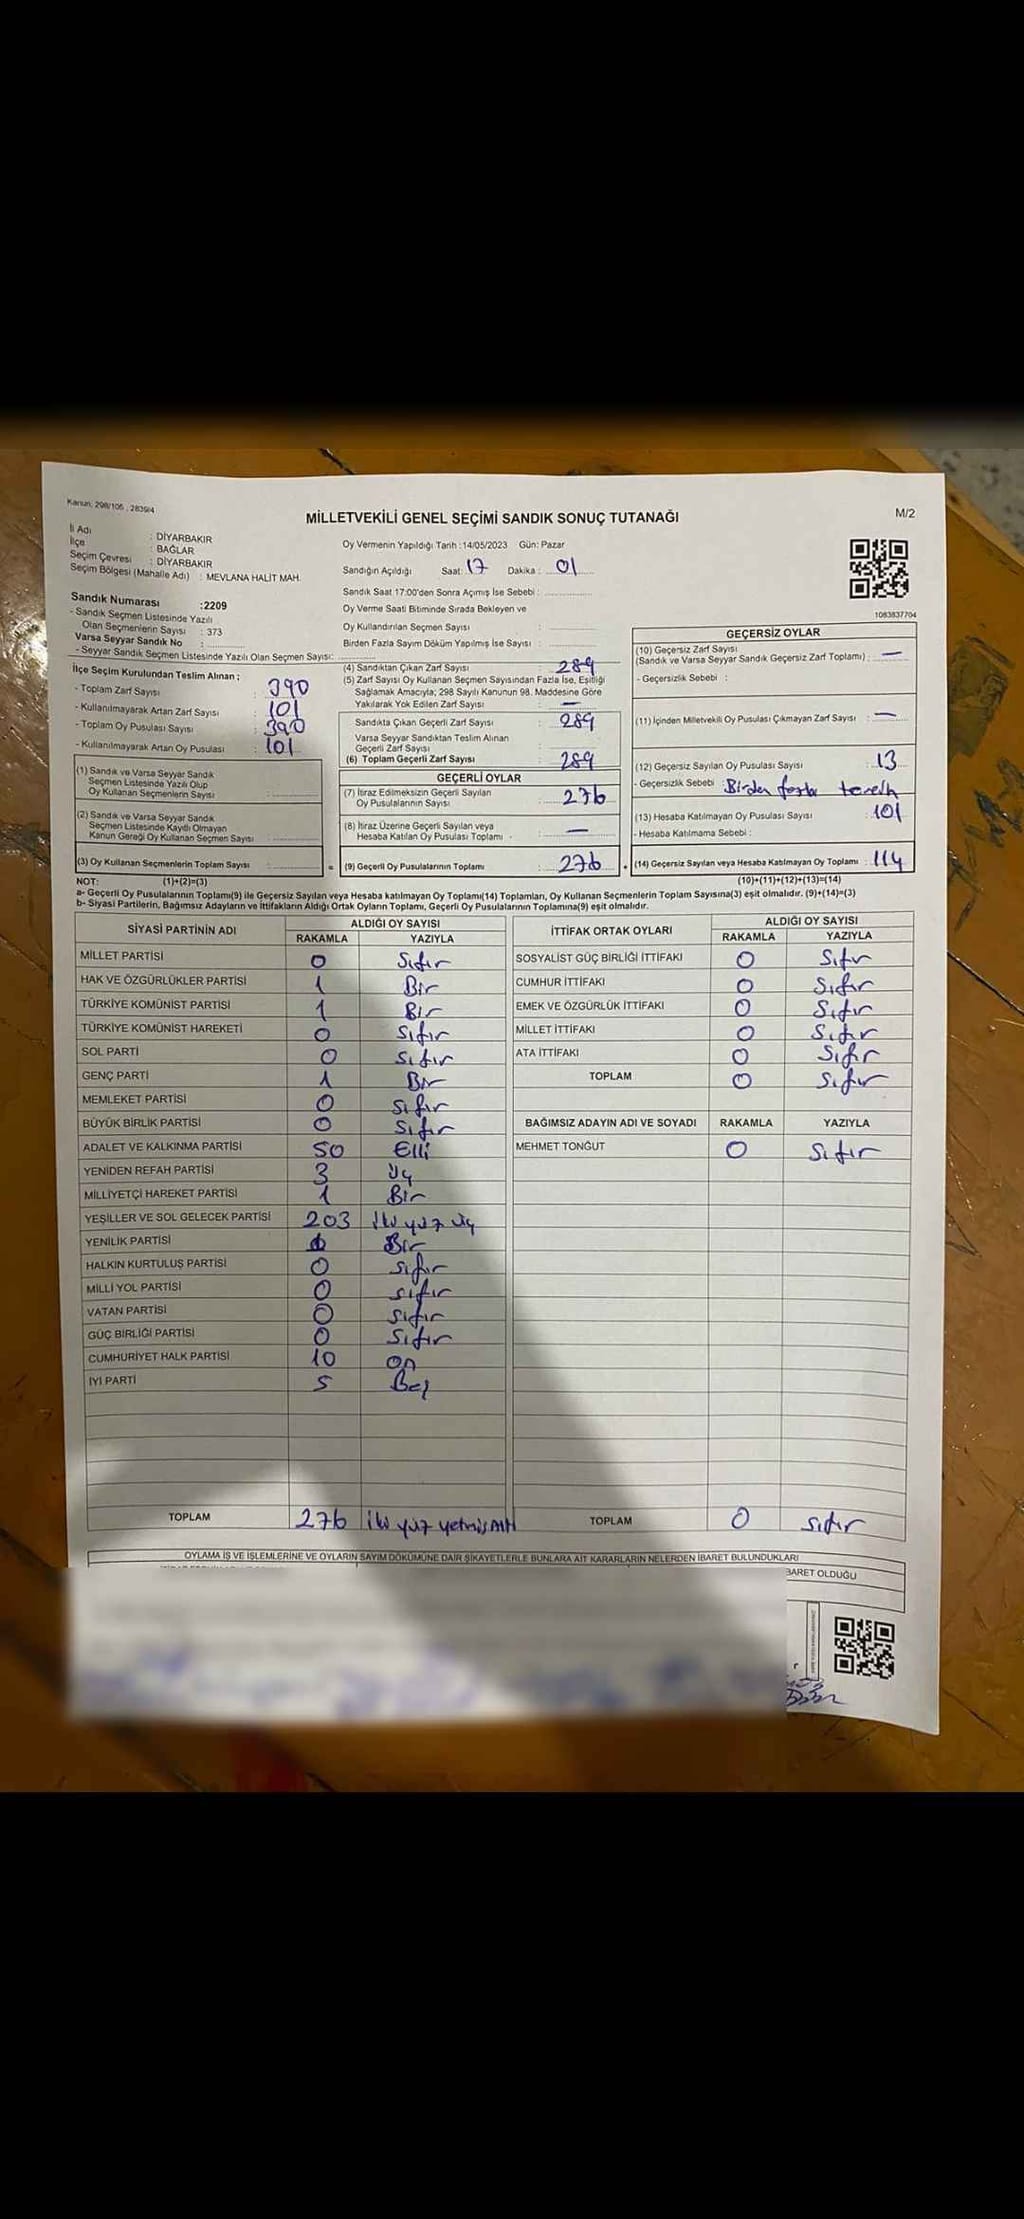 Kanun: 298/105 , 2839/4
MİLLETVEKİLİ GENEL SEÇİMİ SANDIK SONUÇ TUTANAĞI
M/2
İl Adı : DİYARBAKIR
İlçe : BAĞLAR
Seçim Çevresi : DİYARBAKIR
Seçim Bölgesi (Mahalle Adı) : MEVLANA HALİT MAH.
Oy Vermenin Yapıldığı Tarih : 14/05/2023 Gün: Pazar
Sandığın Açıldığı Saat: 17 Dakika : 01
Sandık Saat 17:00'den Sonra Açılmış İse Sebebi :
Oy Verme Saati Bitiminde Sırada Bekleyen ve
Oy Kullandırılan Seçmen Sayısı :
Birden Fazla Sayım Döküm Yapılmış İse Sayısı :
1083837704
Sandık Numarası :2209
- Sandık Seçmen Listesinde Yazılı
Olan Seçmenlerin Sayısı : 373
Varsa Seyyar Sandık No :
- Seyyar Sandık Seçmen Listesinde Yazılı Olan Seçmen Sayısı:
İlçe Seçim Kurulundan Teslim Alınan ;
- Toplam Zarf Sayısı : 390
- Kullanılmayarak Artan Zarf Sayısı : 101
- Toplam Oy Pusulası Sayısı : 390
- Kullanılmayarak Artan Oy Pusulası : 101
(1) Sandık ve Varsa Seyyar Sandık
Seçmen Listesinde Yazılı Olup
Oy Kullanan Seçmenlerin Sayısı :
(2) Sandık ve Varsa Seyyar Sandık
Seçmen Listesinde Kayıtlı Olmayan
Kanun Gereği Oy Kullanan Seçmen Sayısı :
(3) Oy Kullanan Seçmenlerin Toplam Sayısı :
(4) Sandıktan Çıkan Zarf Sayısı : 289
(5) Zarf Sayısı Oy Kullanan Seçmen Sayısından Fazla İse, Eşitliği
Sağlamak Amacıyla; 298 Sayılı Kanunun 98. Maddesine Göre
Yakılarak Yok Edilen Zarf Sayısı : —
Sandıkta Çıkan Geçerli Zarf Sayısı : 289
Varsa Seyyar Sandıktan Teslim Alınan
Geçerli Zarf Sayısı :
(6) Toplam Geçerli Zarf Sayısı : 289
GEÇERLİ OYLAR
(7) İtiraz Edilmeksizin Geçerli Sayılan
Oy Pusulalarının Sayısı : 276
(8) İtiraz Üzerine Geçerli Sayılan veya
Hesaba Katılan Oy Pusulası Toplamı : —
= (9) Geçerli Oy Pusulalarının Toplamı : 276
GEÇERSİZ OYLAR
(10) Geçersiz Zarf Sayısı
(Sandık ve Varsa Seyyar Sandık Geçersiz Zarf Toplamı) : —
- Geçersizlik Sebebi :
(11) İçinden Milletvekili Oy Pusulası Çıkmayan Zarf Sayısı : —
(12) Geçersiz Sayılan Oy Pusulası Sayısı : 13
- Geçersizlik Sebebi : Birden fazla tercih
(13) Hesaba Katılmayan Oy Pusulası Sayısı : 101
- Hesaba Katılmama Sebebi :
+ (14) Geçersiz Sayılan veya Hesaba Katılmayan Oy Toplamı : 114
NOT: (1)+(2)=(3) (10)+(11)+(12)+(13)=(14)
a- Geçerli Oy Pusulalarının Toplamı(9) ile Geçersiz Sayılan veya Hesaba katılmayan Oy Toplamı(14) Toplamları, Oy Kullanan Seçmenlerin Toplam Sayısına(3) eşit olmalıdır. (9)+(14)=(3)
b- Siyasi Partilerin, Bağımsız Adayların ve İttifakların Aldığı Ortak Oyların Toplamı, Geçerli Oy Pusulalarının Toplamına(9) eşit olmalıdır.
SİYASİ PARTİNİN ADI ALDIĞI OY SAYISI
RAKAMLA YAZIYLA
MİLLET PARTİSİ 0 Sıfır
HAK VE ÖZGÜRLÜKLER PARTİSİ 1 Bir
TÜRKİYE KOMÜNİST PARTİSİ 1 Bir
TÜRKİYE KOMÜNİST HAREKETİ 0 Sıfır
SOL PARTİ 0 Sıfır
GENÇ PARTİ 1 Bir
MEMLEKET PARTİSİ 0 Sıfır
BÜYÜK BİRLİK PARTİSİ 0 Sıfır
ADALET VE KALKINMA PARTİSİ 50 Elli
YENİDEN REFAH PARTİSİ 3 Üç
MİLLİYETÇİ HAREKET PARTİSİ 1 Bir
YEŞİLLER VE SOL GELECEK PARTİSİ 203 iki yüz üç
YENİLİK PARTİSİ 1 Bir
HALKIN KURTULUŞ PARTİSİ 0 sıfır
MİLLİ YOL PARTİSİ 0 sıfır
VATAN PARTİSİ 0 sıfır
GÜÇ BİRLİĞİ PARTİSİ 0 Sıfır
CUMHURİYET HALK PARTİSİ 10 on
İYİ PARTİ 5 Beş
TOPLAM 276 iki yüz yetmiş altı
İTTİFAK ORTAK OYLARI ALDIĞI OY SAYISI
RAKAMLA YAZIYLA
SOSYALİST GÜÇ BİRLİĞİ İTTİFAKI 0 Sıfır
CUMHUR İTTİFAKI 0 Sıfır
EMEK VE ÖZGÜRLÜK İTTİFAKI 0 Sıfır
MİLLET İTTİFAKI 0 Sıfır
ATA İTTİFAKI 0 Sıfır
TOPLAM 0 Sıfır
BAĞIMSIZ ADAYIN ADI VE SOYADI RAKAMLA YAZIYLA
MEHMET TONĞUT 0 Sıfır
TOPLAM 0 sıfır
OYLAMA İŞ VE İŞLEMLERİNE VE OYLARIN SAYIM DÖKÜMÜNE DAİR ŞİKAYETLERLE BUNLARA AİT KARARLARIN NELERDEN İBARET BULUNDUKLARI
BARET OLDUĞU